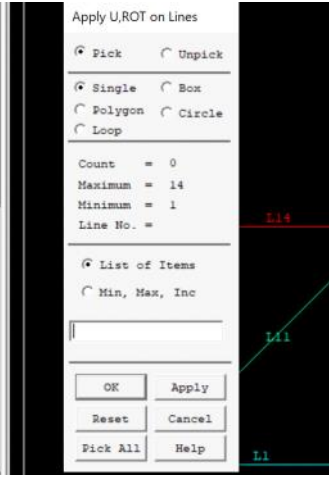 Apply U,ROT on Lines
Pick Unpick
Single Box
Polygon Circle
Loop
Count = 0
Maximum = 14
Minimum = 1
Line No. =
L14
List of Items
Min, Max, Inc
L11
OK Apply
Reset Cancel
Pick All Help
L1